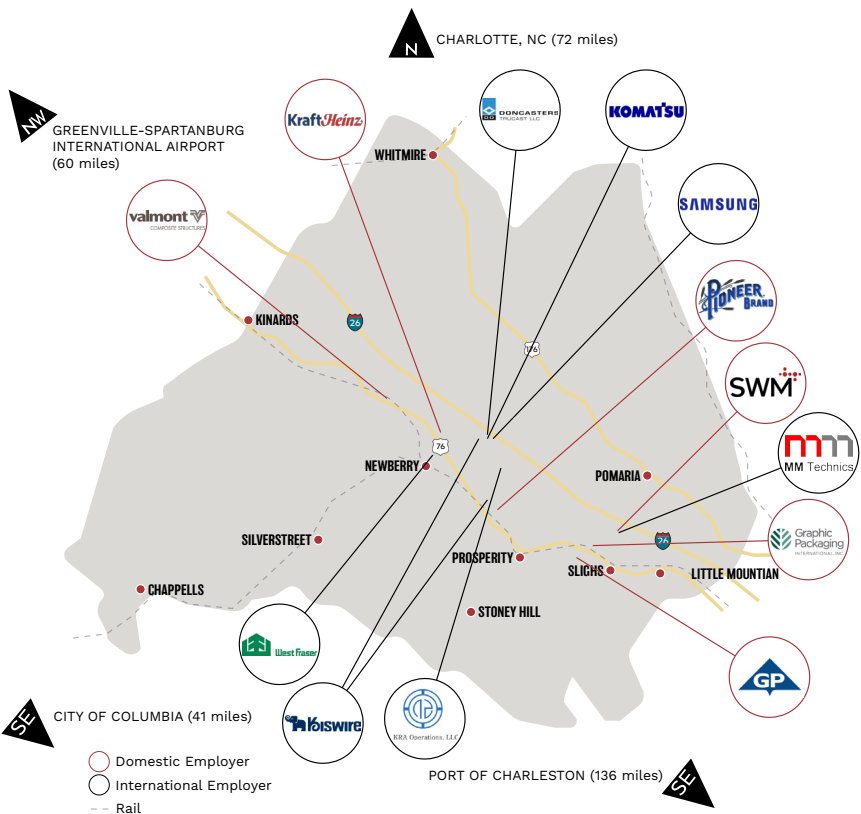 N
CHARLOTTE, NC (72 miles)
NW
GREENVILLE-SPARTANBURG
INTERNATIONAL AIRPORT
(60 miles)
KraftHeinz
DONCASTERS
TRUCAST LLC
KOMATSU
WHITMIRE
valmont
COMPOSITE STRUCTURES
SAMSUNG
PIONEER
BRAND
KINARDS
26
176
SWM
76
NEWBERRY
POMARIA
mm
MM Technics
SILVERSTREET
PROSPERITY
26
Graphic
Packaging
INTERNATIONAL, INC.
SLIGHS
LITTLE MOUNTIAN
CHAPPELLS
STONEY HILL
West Fraser
GP
KISWIRE
KRA Operations, LLC
SE
CITY OF COLUMBIA (41 miles)
Domestic Employer
International Employer
Rail
PORT OF CHARLESTON (136 miles)
SE